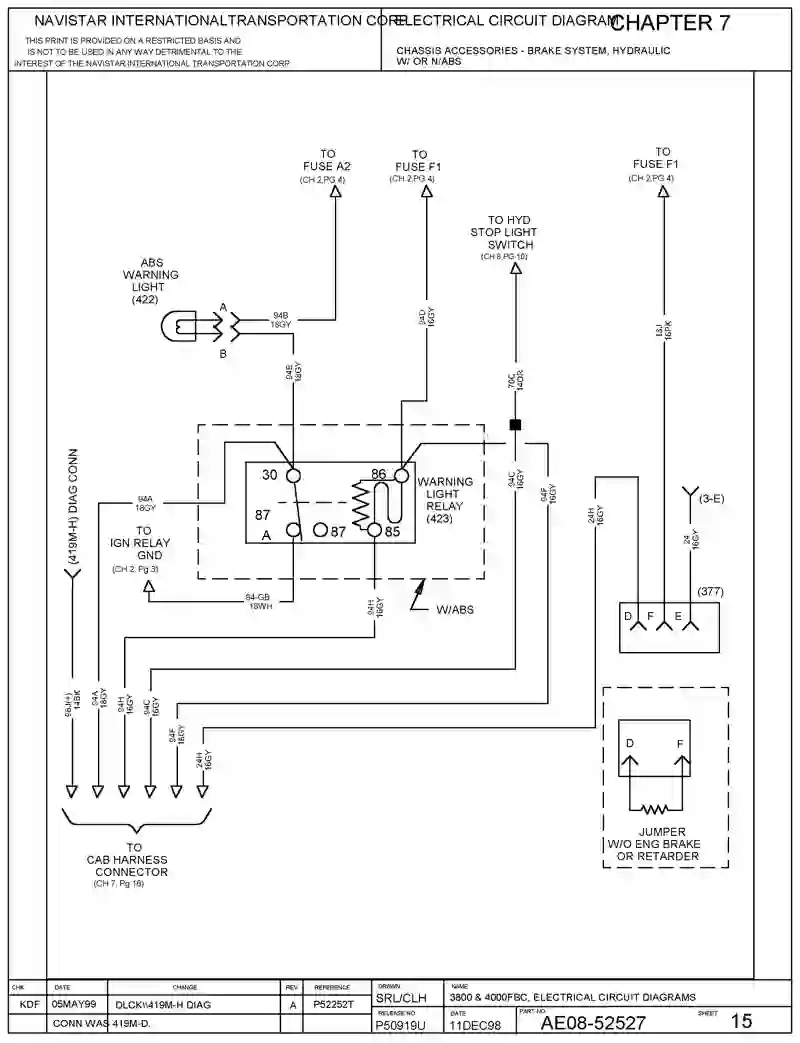 NAVISTAR INTERNATIONALTRANSPORTATION CORP.
ELECTRICAL CIRCUIT DIAGRAM
CHAPTER 7
THIS PRINT IS PROVIDED ON A RESTRICTED BASIS AND
IS NOT TO BE USED IN ANY WAY DETRIMENTAL TO THE
INTEREST OF THE NAVISTAR INTERNATIONAL TRANSPORTATION CORP
CHASSIS ACCESSORIES - BRAKE SYSTEM, HYDRAULIC
W/ OR N/ABS
TO
FUSE A2
(CH 2,PG 4)
TO
FUSE F1
(CH 2,PG 4)
TO
FUSE F1
(CH 2,PG 4)
TO HYD
STOP LIGHT
SWITCH
(CH 8,PG 10)
ABS
WARNING
LIGHT
(422)
A
B
94B
18GY
94E
18GY
94D
16GY
70C
14OR
18J
16PK
30
86
87
A
87
85
WARNING
LIGHT
RELAY
(423)
94A
18GY
(419M-H) DIAG CONN
TO
IGN RELAY
GND
(CH 2, Pg 3)
94-GB
18WH
94H
16GY
W/ABS
94C
16GY
94F
16GY
24H
16GY
(3-E)
24
16GY
(377)
D F E
98J(+)
14BK
94A
18GY
94H
16GY
94C
16GY
94F
16GY
24H
16GY
D F
JUMPER
W/O ENG BRAKE
OR RETARDER
TO
CAB HARNESS
CONNECTOR
(CH 7, Pg 16)
CHK DATE CHANGE REV REFERENCE
KDF 05MAY99 DLCK\\419M-H DIAG A P52252T
CONN WAS 419M-D.
DRAWN
SRL/CLH
NAME
3800 & 4000FBC, ELECTRICAL CIRCUIT DIAGRAMS
RELEASE NO.
P50919U
DATE
11DEC98
PART NO.
AE08-52527
SHEET
15